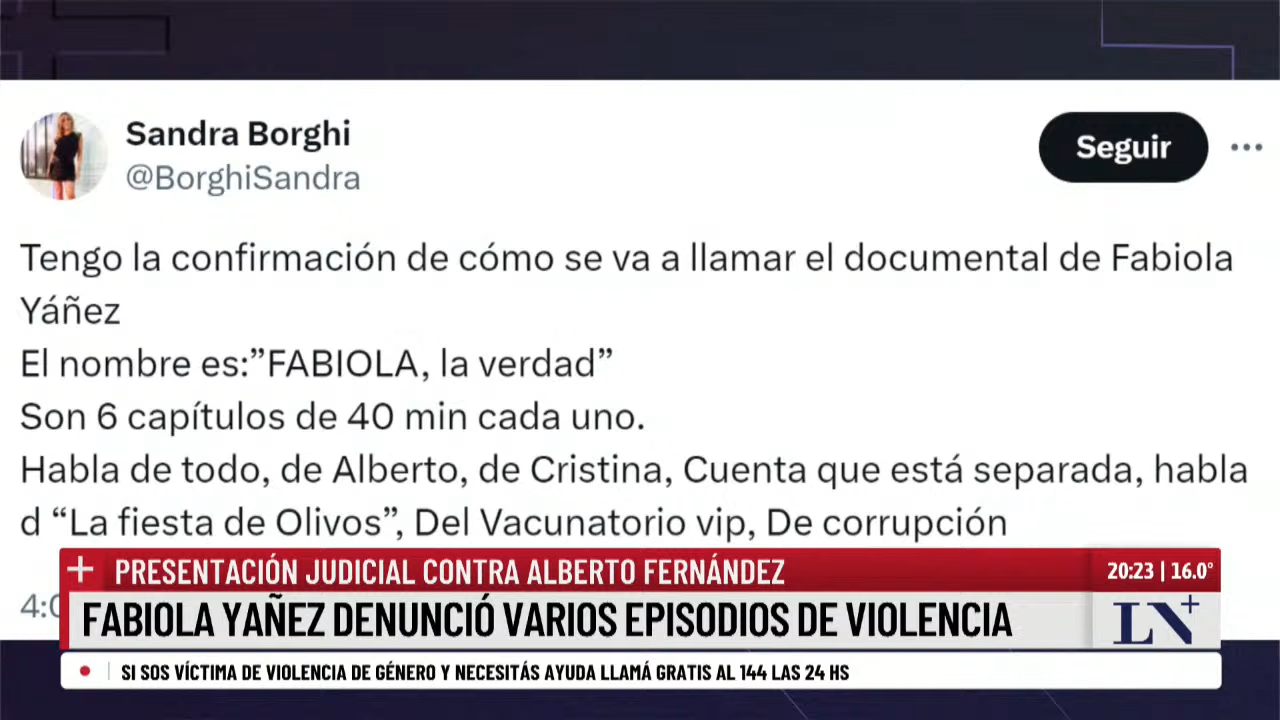 Sandra Borghi
@BorghiSandra
Seguir
Tengo la confirmación de cómo se va a llamar el documental de Fabiola
Yáñez
El nombre es:”FABIOLA, la verdad”
Son 6 capítulos de 40 min cada uno.
Habla de todo, de Alberto, de Cristina, Cuenta que está separada, habla
d “La fiesta de Olivos”, Del Vacunatorio vip, De corrupción
PRESENTACIÓN JUDICIAL CONTRA ALBERTO FERNÁNDEZ
20:23 | 16.0°
FABIOLA YAÑEZ DENUNCIÓ VARIOS EPISODIOS DE VIOLENCIA
LN+
SI SOS VÍCTIMA DE VIOLENCIA DE GÉNERO Y NECESITÁS AYUDA LLAMÁ GRATIS AL 144 LAS 24 HS